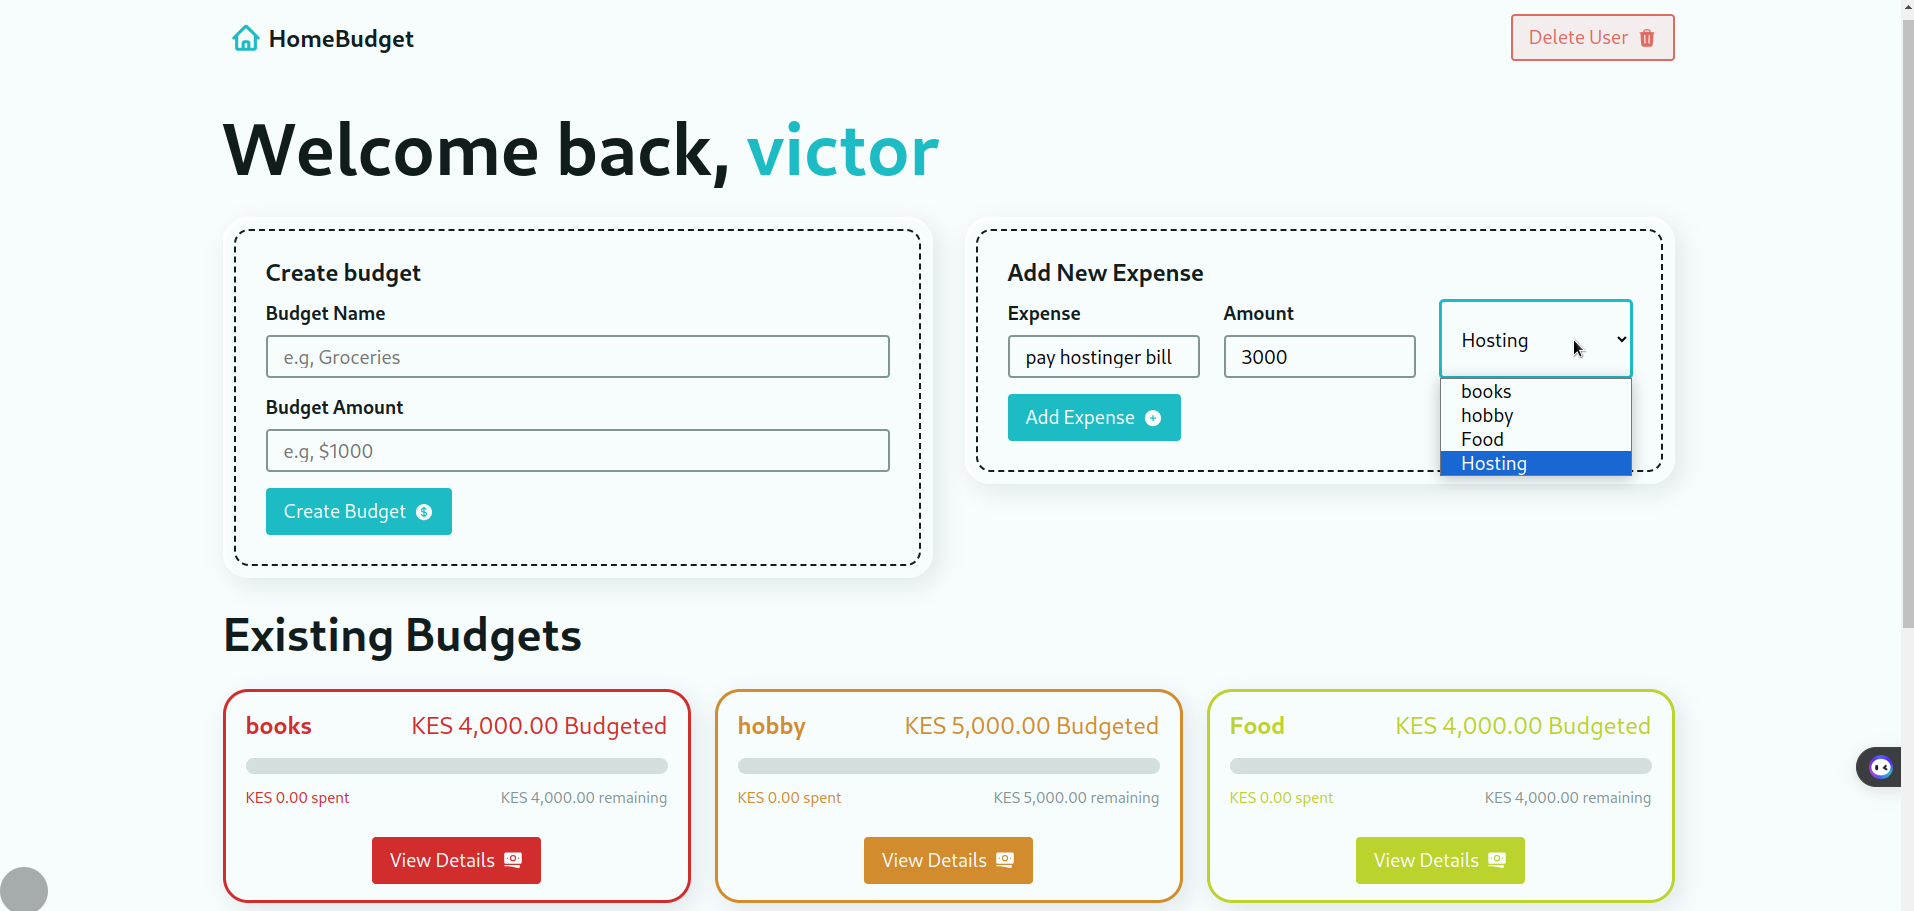 HomeBudget
Delete User
Welcome back, victor
Create budget
Budget Name
e.g, Groceries
Budget Amount
e.g, $1000
Create Budget
Add New Expense
Expense
Amount
pay hostinger bill
3000
Hosting
books
hobby
Food
Hosting
Add Expense
Existing Budgets
books KES 4,000.00 Budgeted
KES 0.00 spent KES 4,000.00 remaining
View Details
hobby KES 5,000.00 Budgeted
KES 0.00 spent KES 5,000.00 remaining
View Details
Food KES 4,000.00 Budgeted
KES 0.00 spent KES 4,000.00 remaining
View Details